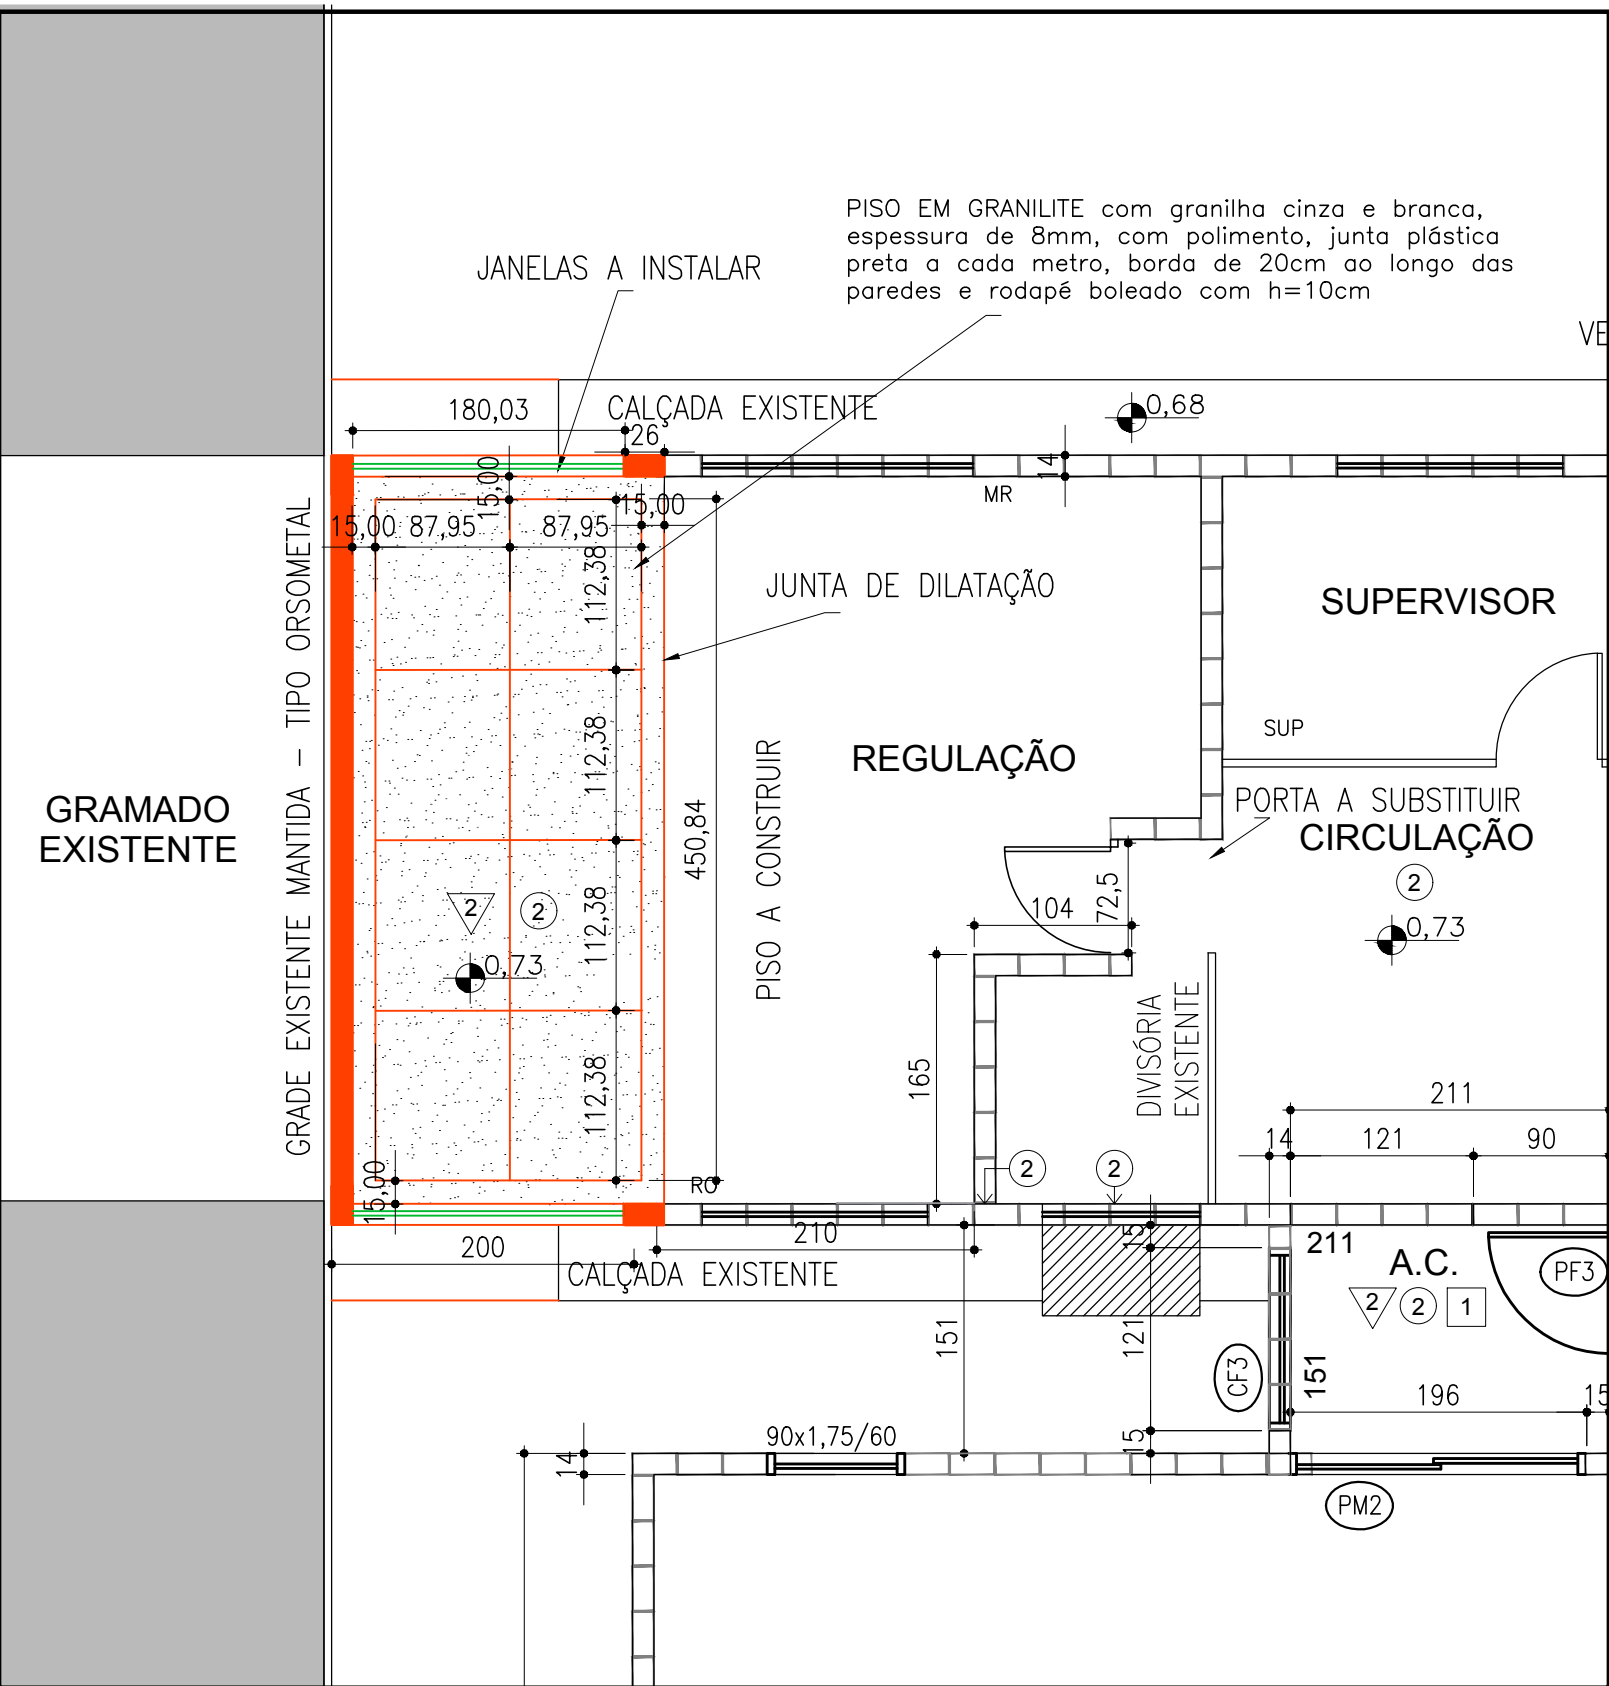 PISO EM GRANILITE com granilha cinza e branca,
espessura de 8mm, com polimento, junta plástica
preta a cada metro, borda de 20cm ao longo das
paredes e rodapé boleado com h=10cm
JANELAS A INSTALAR
VE
180,03
CALÇADA EXISTENTE
0,68
26
14
MR
15,00
15,00
15,00
87,95
87,95
112,38
112,38
112,38
112,38
JUNTA DE DILATAÇÃO
SUPERVISOR
SUP
GRADE EXISTENTE MANTIDA - TIPO ORSOMETAL
REGULAÇÃO
PISO A CONSTRUIR
450,84
GRAMADO
EXISTENTE
PORTA A SUBSTITUIR
CIRCULAÇÃO
2
0,73
2
2
0,73
72,5
104
165
DIVISÓRIA
EXISTENTE
211
14
121
90
2
2
RO
15,00
200
210
CALÇADA EXISTENTE
15
211
A.C.
PF3
2
2
1
151
121
CF3
151
196
15
15
90x1,75/60
14
PM2